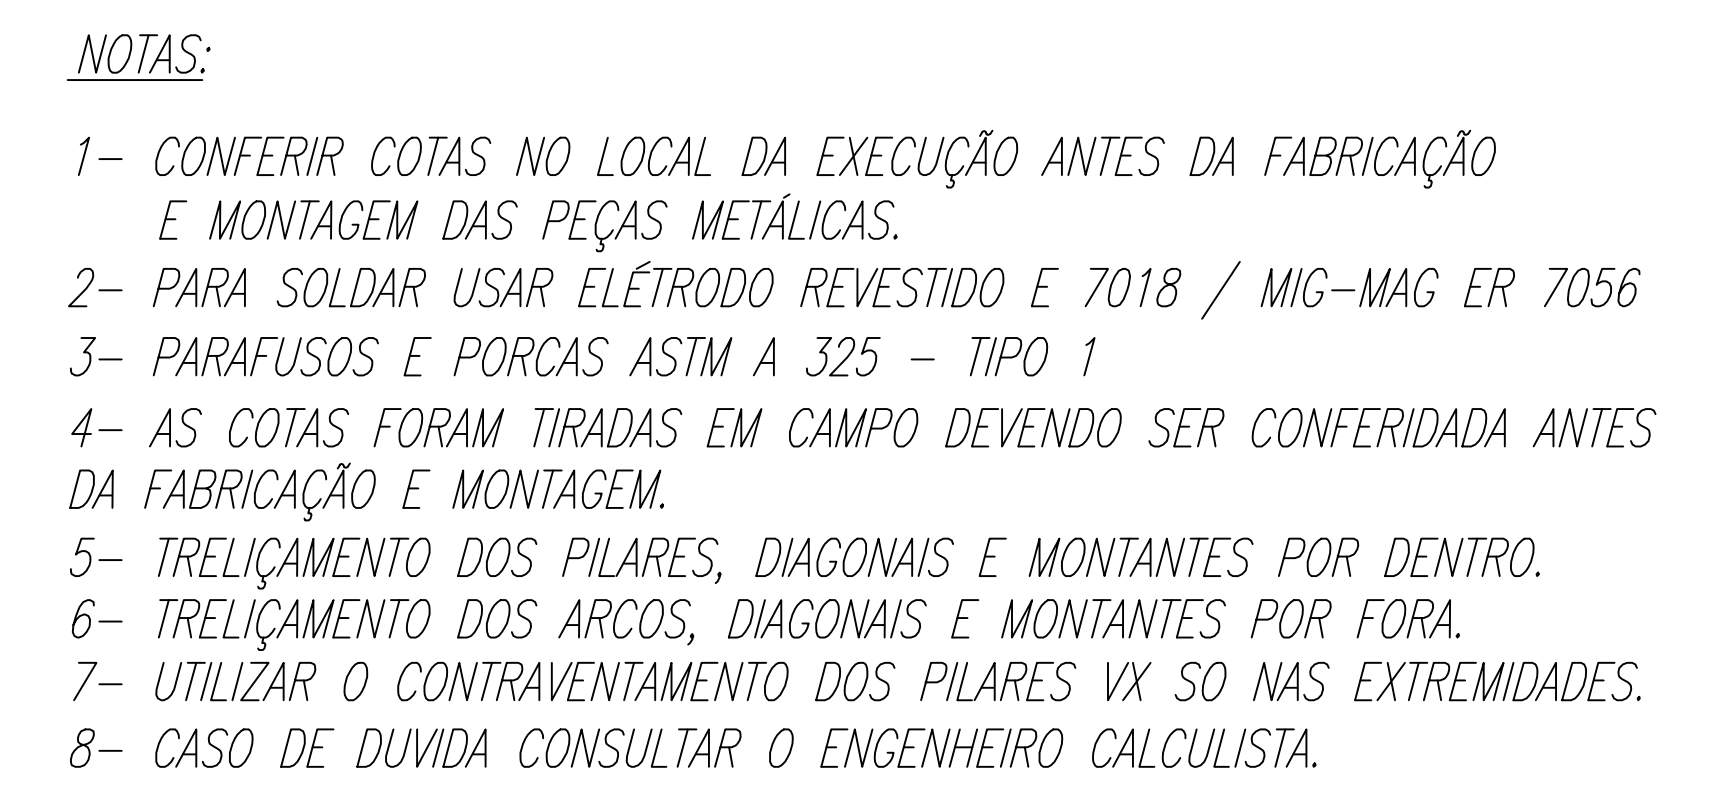 NOTAS:
1- CONFERIR COTAS NO LOCAL DA EXECUÇÃO ANTES DA FABRICAÇÃO
E MONTAGEM DAS PEÇAS METÁLICAS.
2- PARA SOLDAR USAR ELÉTRODO REVESTIDO E 7018 / MIG-MAG ER 7056
3- PARAFUSOS E PORCAS ASTM A 325 - TIPO 1
4- AS COTAS FORAM TIRADAS EM CAMPO DEVENDO SER CONFERIDADA ANTES
DA FABRICAÇÃO E MONTAGEM.
5- TRELIÇAMENTO DOS PILARES, DIAGONAIS E MONTANTES POR DENTRO.
6- TRELIÇAMENTO DOS ARCOS, DIAGONAIS E MONTANTES POR FORA.
7- UTILIZAR O CONTRAVENTAMENTO DOS PILARES VX SO NAS EXTREMIDADES.
8- CASO DE DUVIDA CONSULTAR O ENGENHEIRO CALCULISTA.